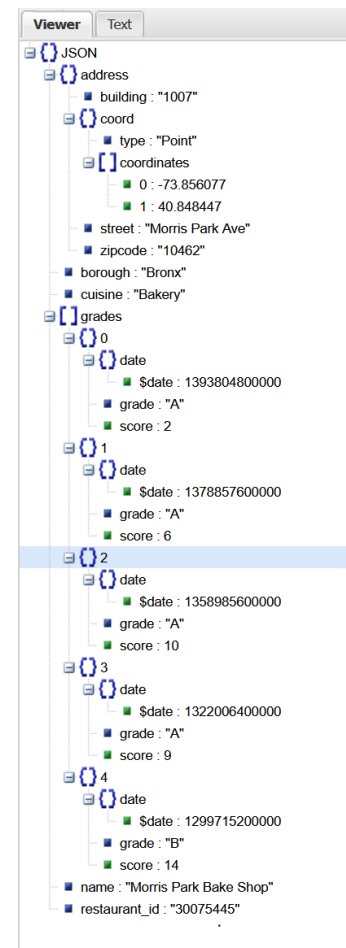 Viewer Text
JSON
address
building : "1007"
coord
type : "Point"
coordinates
0 : -73.856077
1 : 40.848447
street : "Morris Park Ave"
zipcode : "10462"
borough : "Bronx"
cuisine : "Bakery"
grades
0
date
$date : 1393804800000
grade : "A"
score : 2
1
date
$date : 1378857600000
grade : "A"
score : 6
2
date
$date : 1358985600000
grade : "A"
score : 10
3
date
$date : 1322006400000
grade : "A"
score : 9
4
date
$date : 1299715200000
grade : "B"
score : 14
name : "Morris Park Bake Shop"
restaurant_id : "30075445"